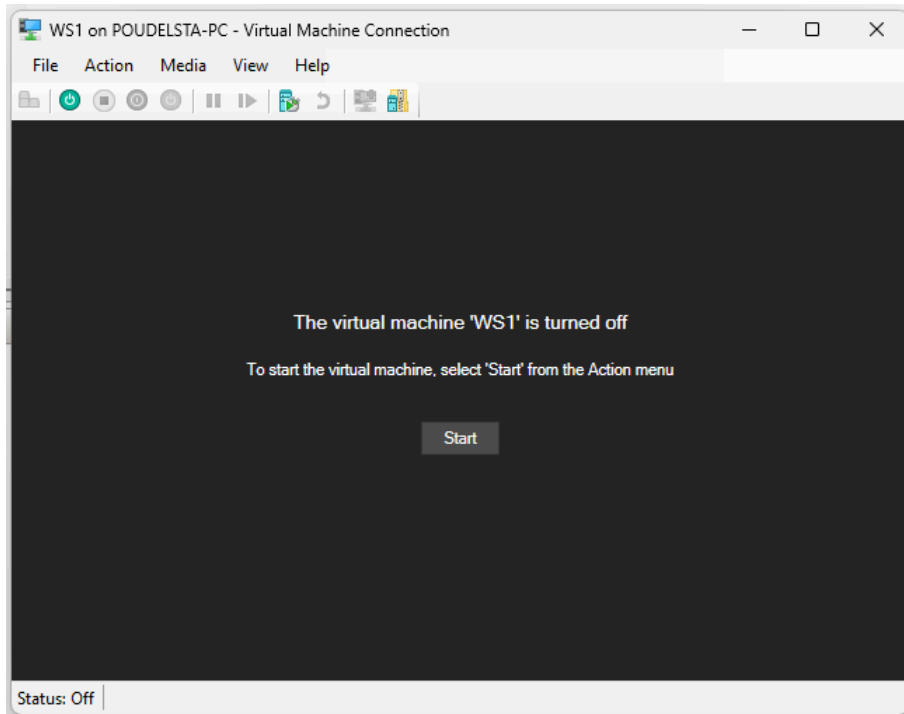 WS1 on POUDELSTA-PC - Virtual Machine Connection
File Action Media View Help
The virtual machine 'WS1' is turned off
To start the virtual machine, select 'Start' from the Action menu
Start
Status: Off